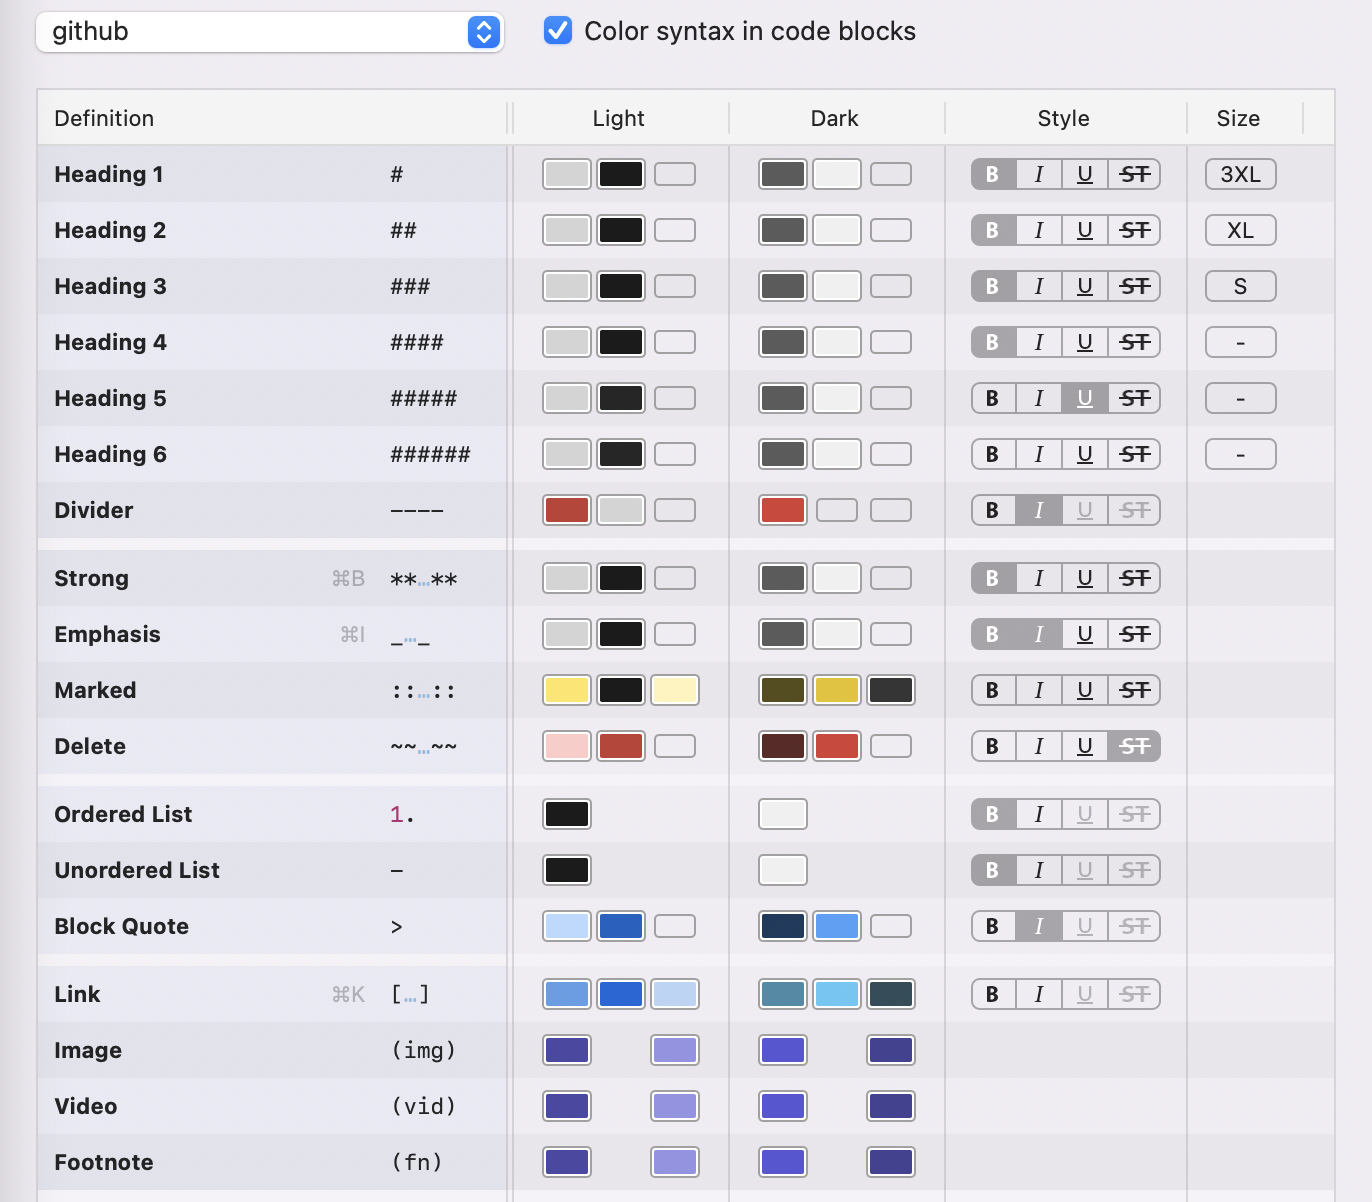 github Color syntax in code blocks
Definition Light Dark Style Size
Heading 1 # B I U ST 3XL
Heading 2 ## B I U ST XL
Heading 3 ### B I U ST S
Heading 4 #### B I U ST -
Heading 5 ##### B I U ST -
Heading 6 ###### B I U ST -
Divider ---- B I U ST
Strong ⌘B **…** B I U ST
Emphasis ⌘I _…_ B I U ST
Marked ::…:: B I U ST
Delete ~~…~~ B I U ST
Ordered List 1. B I U ST
Unordered List - B I U ST
Block Quote > B I U ST
Link ⌘K […] B I U ST
Image (img)
Video (vid)
Footnote (fn)